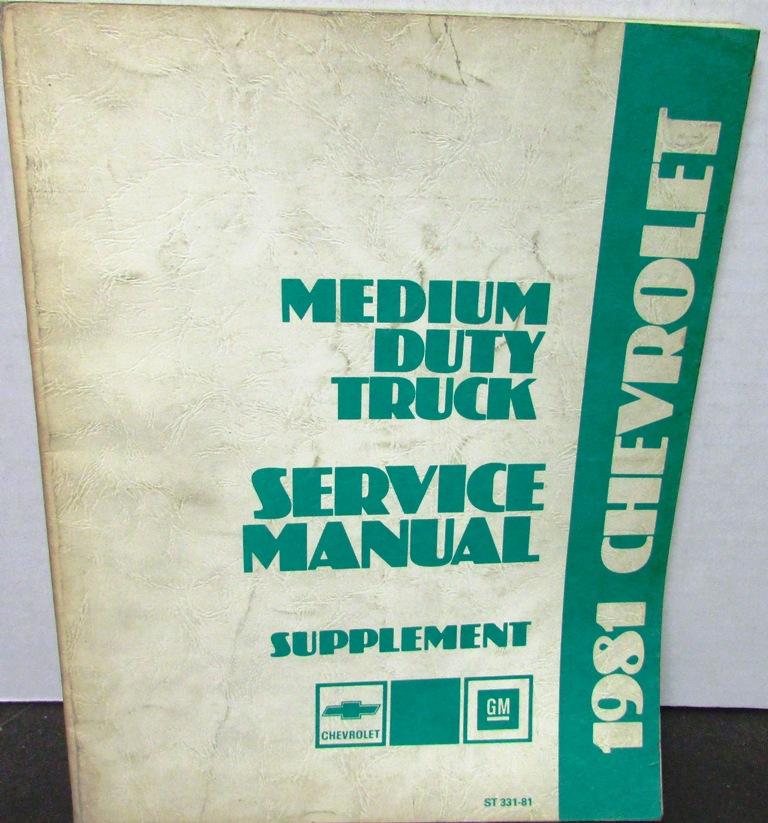 MEDIUM
DUTY
TRUCK
SERVICE
MANUAL
SUPPLEMENT
CHEVROLET
GM
ST 331-81
1981 CHEVROLET